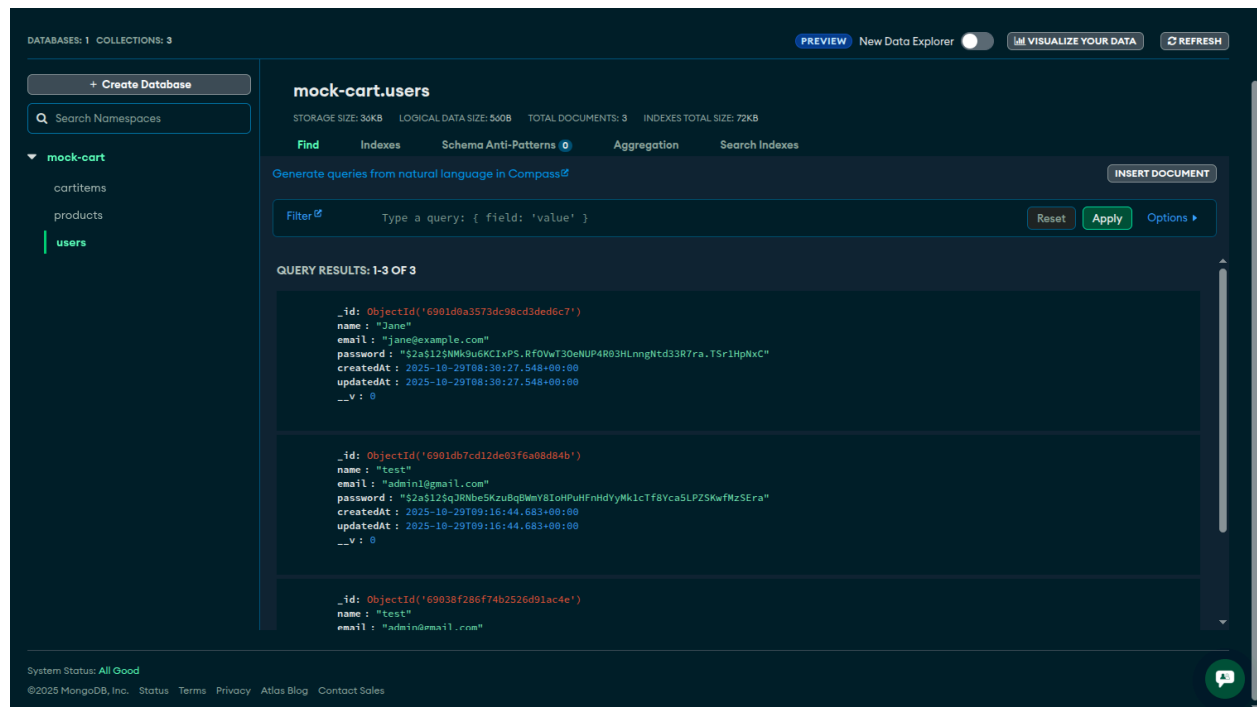 DATABASES: 1 COLLECTIONS: 3
PREVIEW New Data Explorer VISUALIZE YOUR DATA REFRESH
+ Create Database
Search Namespaces
mock-cart
cartitems
products
users
mock-cart.users
STORAGE SIZE: 36KB LOGICAL DATA SIZE: 560B TOTAL DOCUMENTS: 3 INDEXES TOTAL SIZE: 72KB
Find Indexes Schema Anti-Patterns 0 Aggregation Search Indexes
Generate queries from natural language in Compass
INSERT DOCUMENT
Filter Type a query: { field: 'value' } Reset Apply Options
QUERY RESULTS: 1-3 OF 3
_id: ObjectId('6901d0a3573dc98cd3ded6c7')
name : "Jane"
email : "jane@example.com"
password : "$2a$12$NMk9u6KCIxPS.RfOVwT3OeNUP4R03HLnngNtd33R7ra.TSr1HpNxC"
createdAt : 2025-10-29T08:30:27.548+00:00
updatedAt : 2025-10-29T08:30:27.548+00:00
__v : 0
_id: ObjectId('6901db7cd12de03f6a08d84b')
name : "test"
email : "admin1@gmail.com"
password : "$2a$12$qJRNbe5KzuBqBWmY8IoHPuHFnHdYyMk1cTf8Yca5LPZSKwfMzSEra"
createdAt : 2025-10-29T09:16:44.683+00:00
updatedAt : 2025-10-29T09:16:44.683+00:00
__v : 0
_id: ObjectId('69038f286f74b2526d91ac4e')
name : "test"
email : "admin@gmail.com"
System Status: All Good
©2025 MongoDB, Inc. Status Terms Privacy Atlas Blog Contact Sales